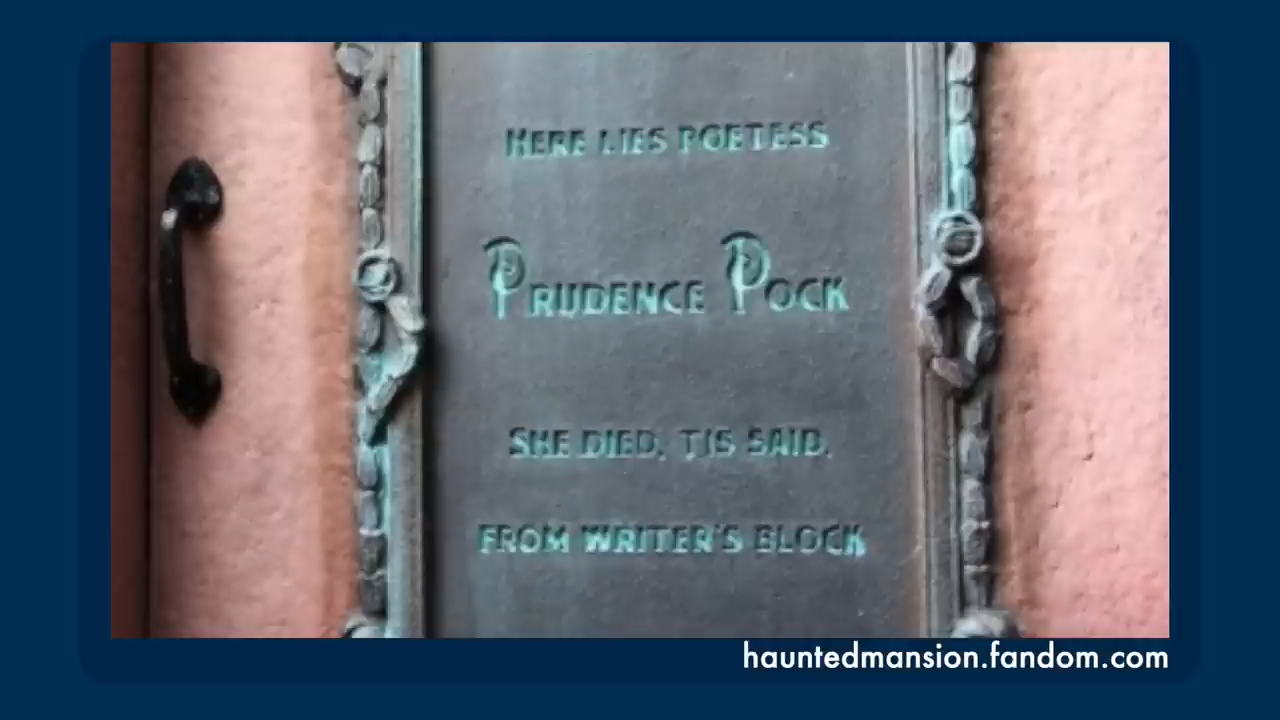 HERE LIES POETESS
PRUDENCE POCK
SHE DIED, TIS SAID,
FROM WRITER'S BLOCK
hauntedmansion.fandom.com